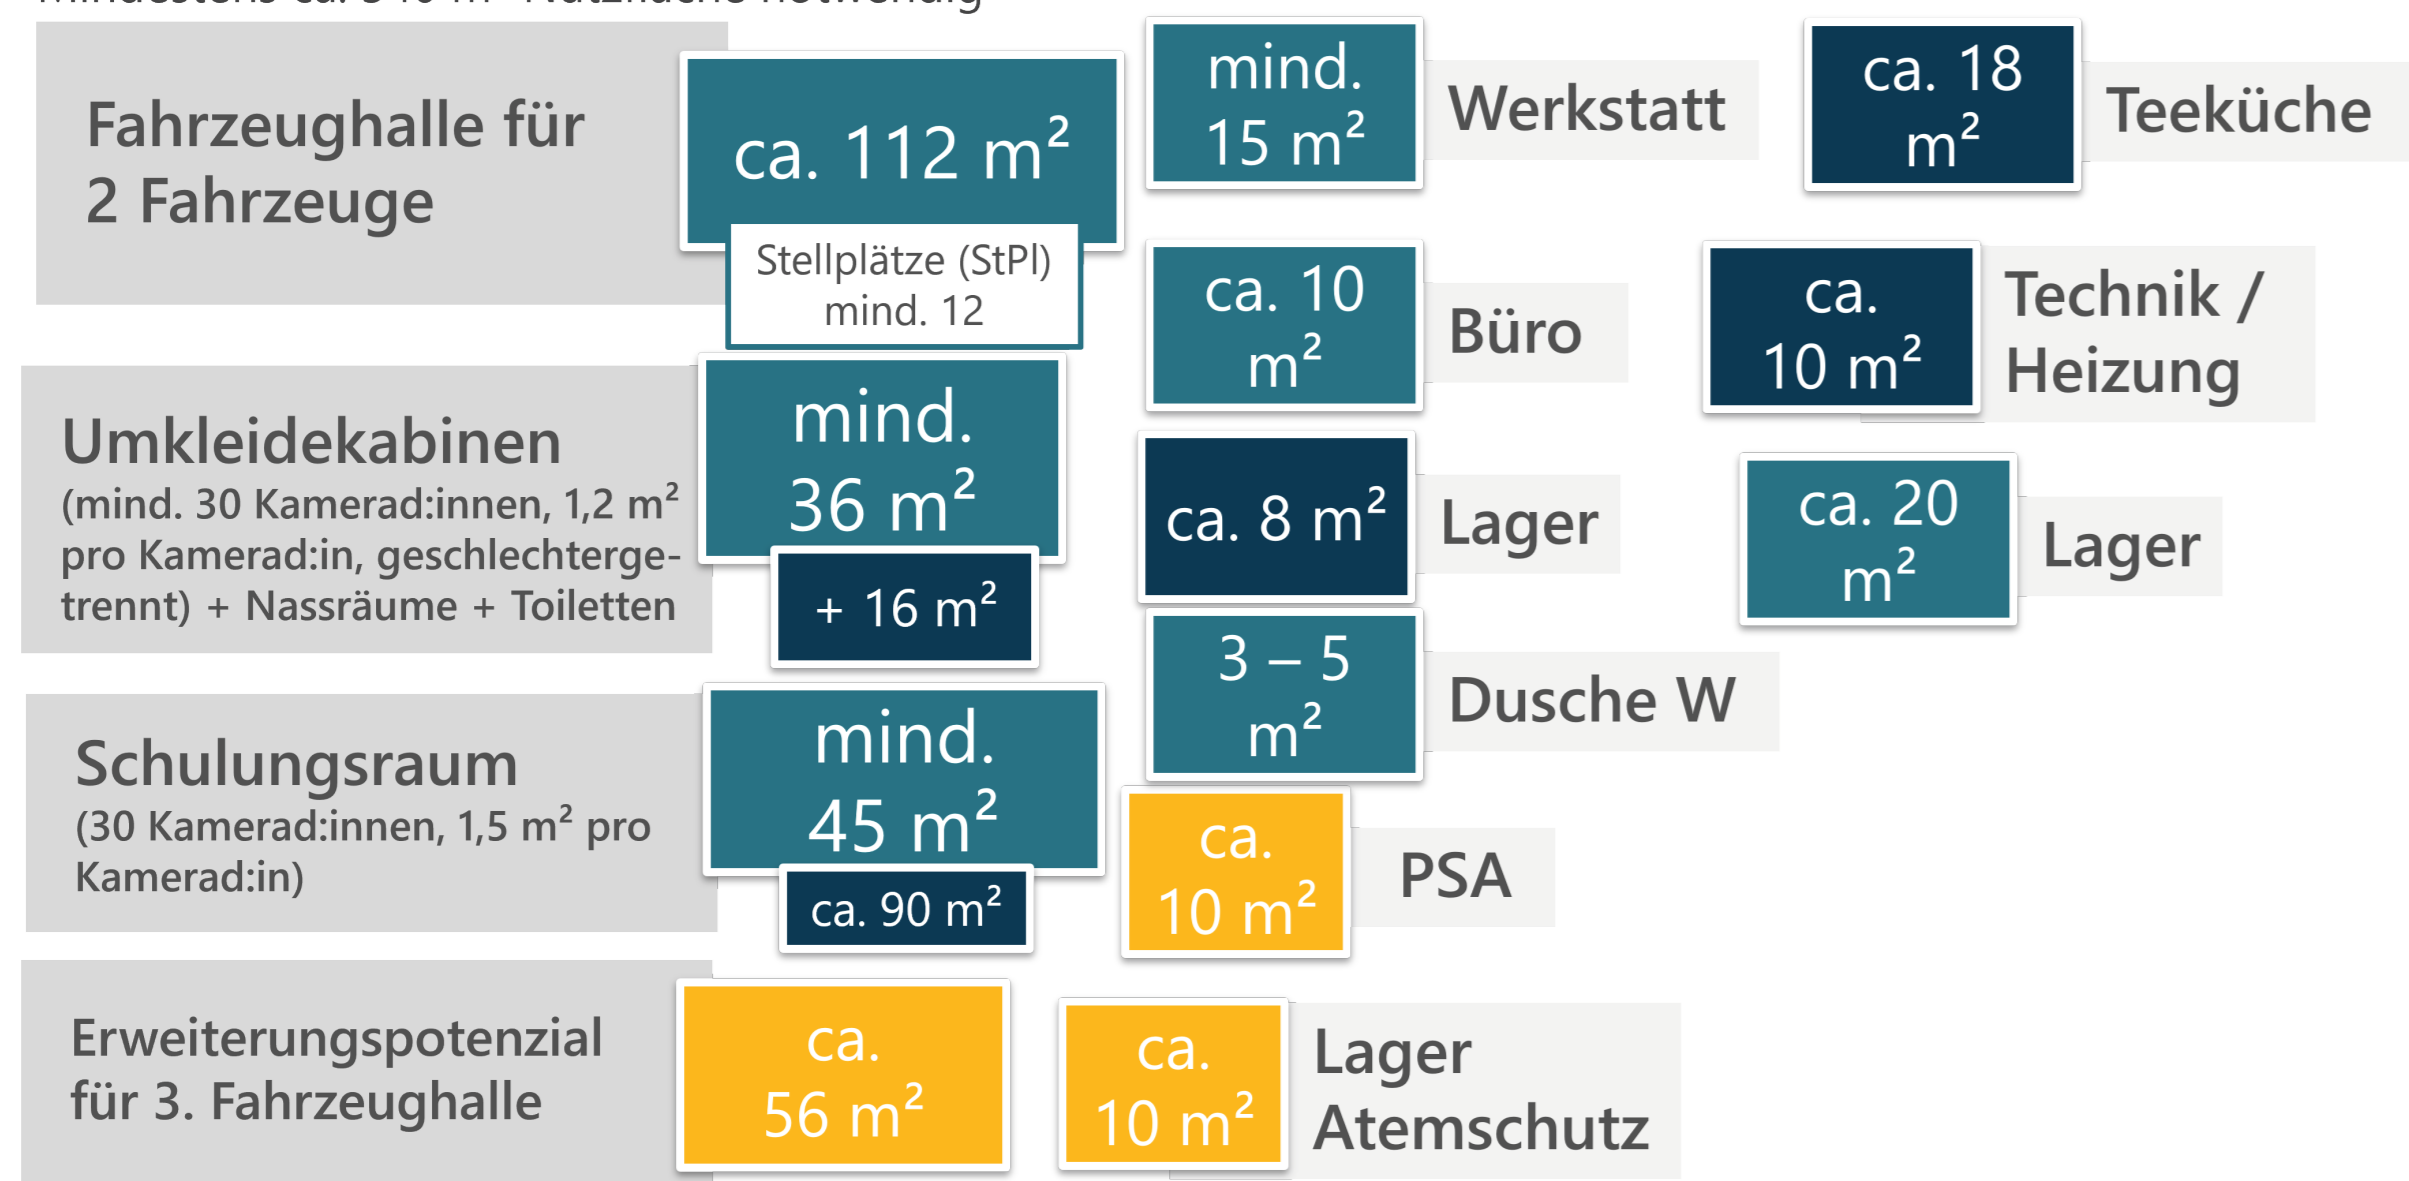 Fahrzeughalle für
2 Fahrzeuge
ca. 112 m²
Stellplätze (StPl)
mind. 12
mind.
15 m²
Werkstatt
ca. 18
m²
Teeküche
ca. 10
m²
Büro
ca.
10 m²
Technik /
Heizung
Umkleidekabinen
(mind. 30 Kamerad:innen, 1,2 m²
pro Kamerad:in, geschlechterge-
trennt) + Nassräume + Toiletten
mind.
36 m²
+ 16 m²
ca. 8 m²
Lager
ca. 20
m²
Lager
3 – 5
m²
Dusche W
Schulungsraum
(30 Kamerad:innen, 1,5 m² pro
Kamerad:in)
mind.
45 m²
ca. 90 m²
ca.
10 m²
PSA
Erweiterungspotenzial
für 3. Fahrzeughalle
ca.
56 m²
ca.
10 m²
Lager
Atemschutz